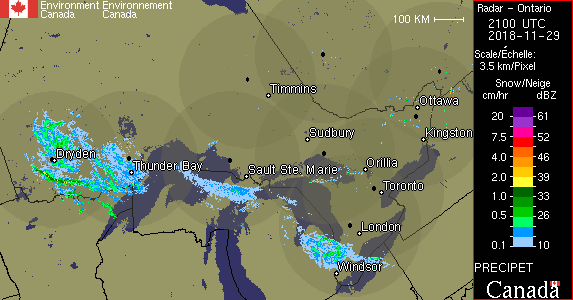 Environment Environnement
Canada Canada
100 KM
Radar - Ontario
2100 UTC
2018-11-29
Scale/Échelle:
3.5 km/Pixel
Snow/Neige
cm/hr dBZ
20 61
7.5 52
4.0 46
2.0 39
1.0 33
0.5 26
0.1 10
PRECIPET
Canada
Timmins
Ottawa
Sudbury
Kingston
Dryden
Thunder Bay
Sault Ste. Marie
Orillia
Toronto
London
Windsor